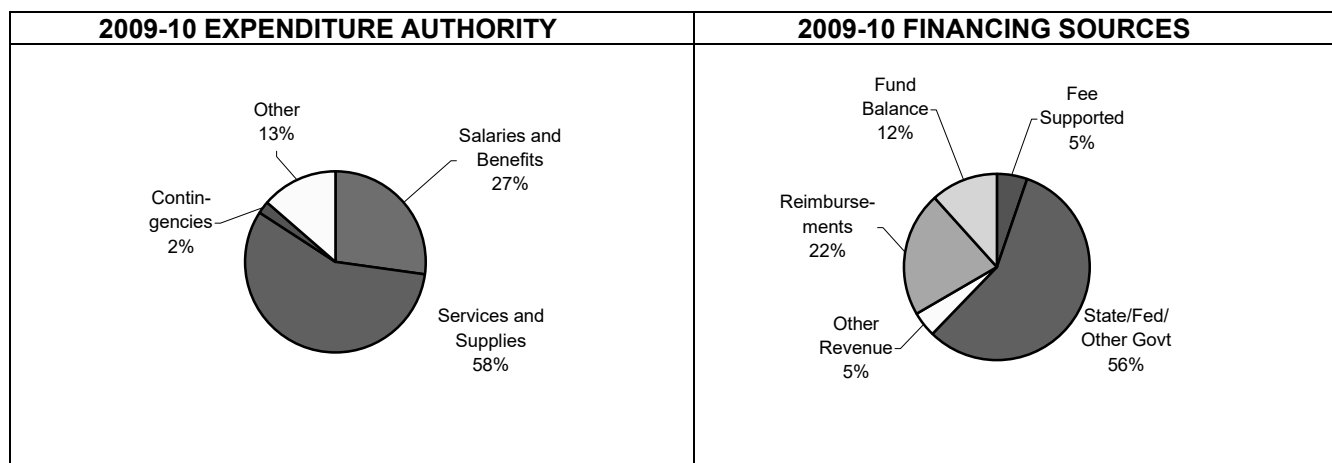 2009-10 EXPENDITURE AUTHORITY
Other
13%
Salaries and
Benefits
27%
Contin-
gencies
2%
Services and
Supplies
58%
2009-10 FINANCING SOURCES
Fund
Balance
12%
Fee
Supported
5%
Reimburse-
ments
22%
Other
Revenue
5%
State/Fed/
Other Govt
56%